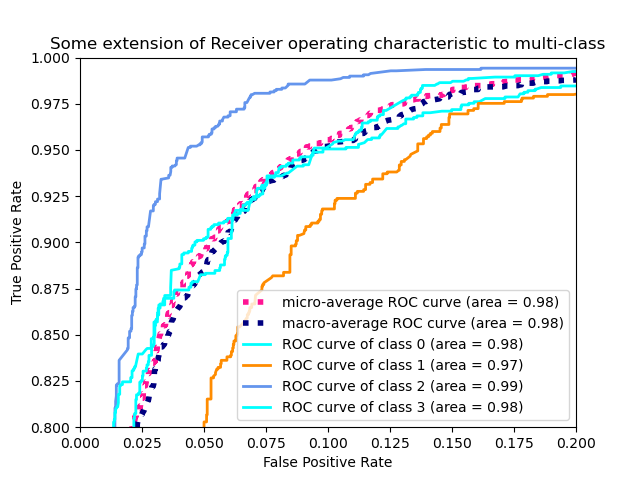 Some extension of Receiver operating characteristic to multi-class
1.000
0.975
0.950
0.925
0.900
0.875
0.850
0.825
0.800
True Positive Rate
micro-average ROC curve (area = 0.98)
macro-average ROC curve (area = 0.98)
ROC curve of class 0 (area = 0.98)
ROC curve of class 1 (area = 0.97)
ROC curve of class 2 (area = 0.99)
ROC curve of class 3 (area = 0.98)
0.000 0.025 0.050 0.075 0.100 0.125 0.150 0.175 0.200
False Positive Rate